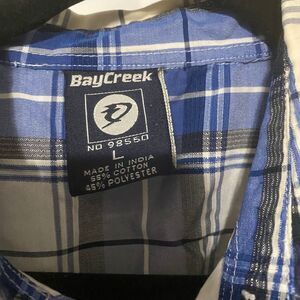 BayCreek
NO 98550
L
MADE IN INDIA
55% COTTON
45% POLYESTER